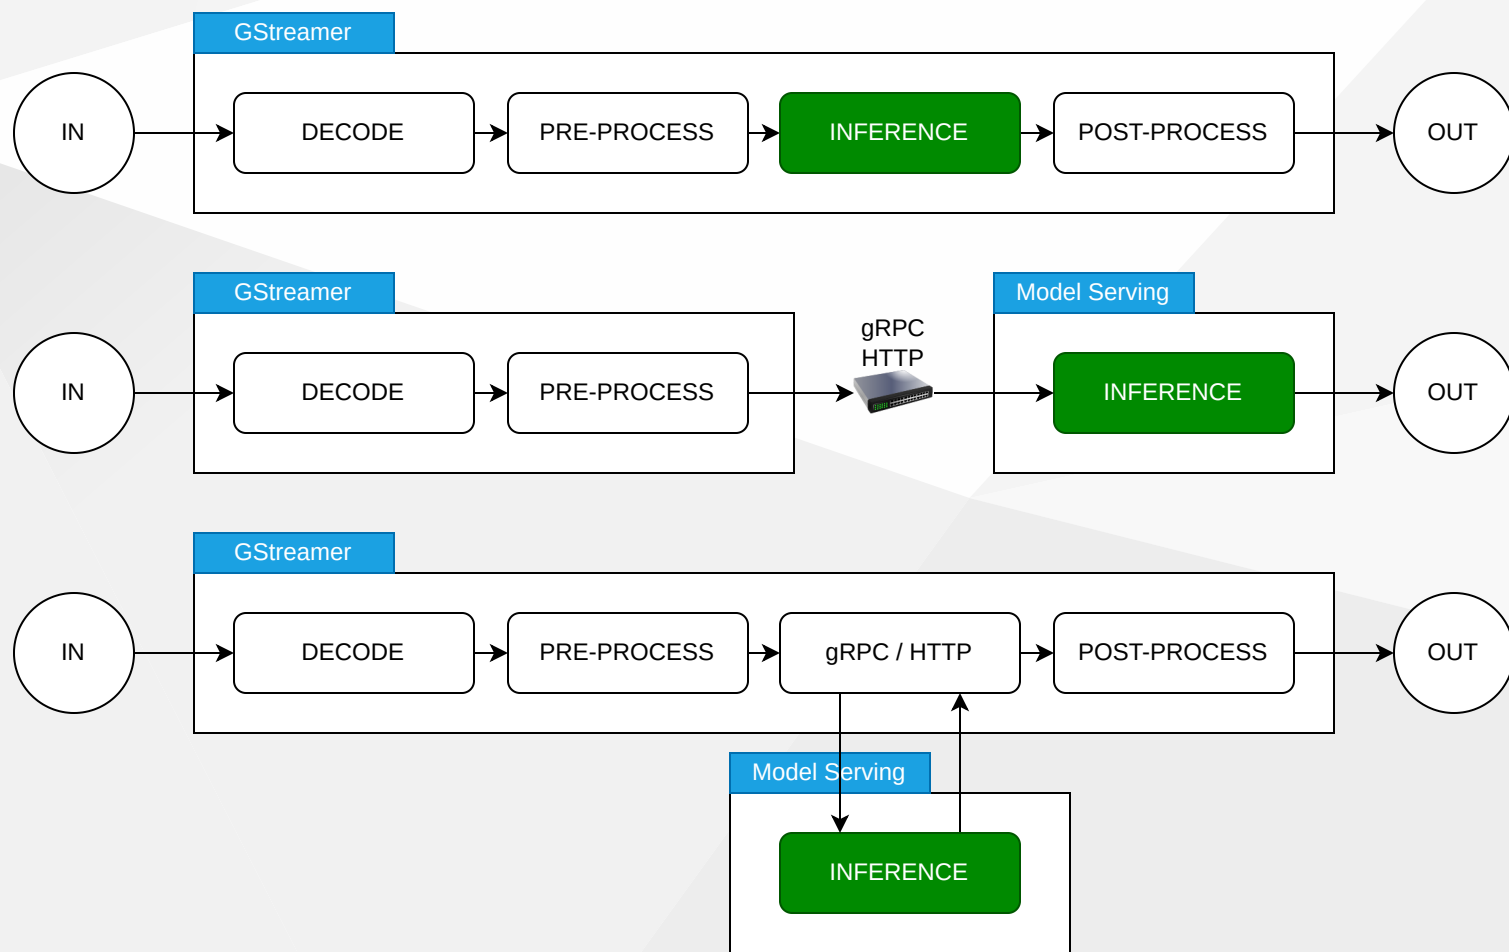 GStreamer
IN
DECODE
PRE-PROCESS
INFERENCE
POST-PROCESS
OUT
GStreamer
Model Serving
gRPC
HTTP
IN
DECODE
PRE-PROCESS
INFERENCE
OUT
GStreamer
IN
DECODE
PRE-PROCESS
gRPC / HTTP
POST-PROCESS
OUT
Model Serving
INFERENCE